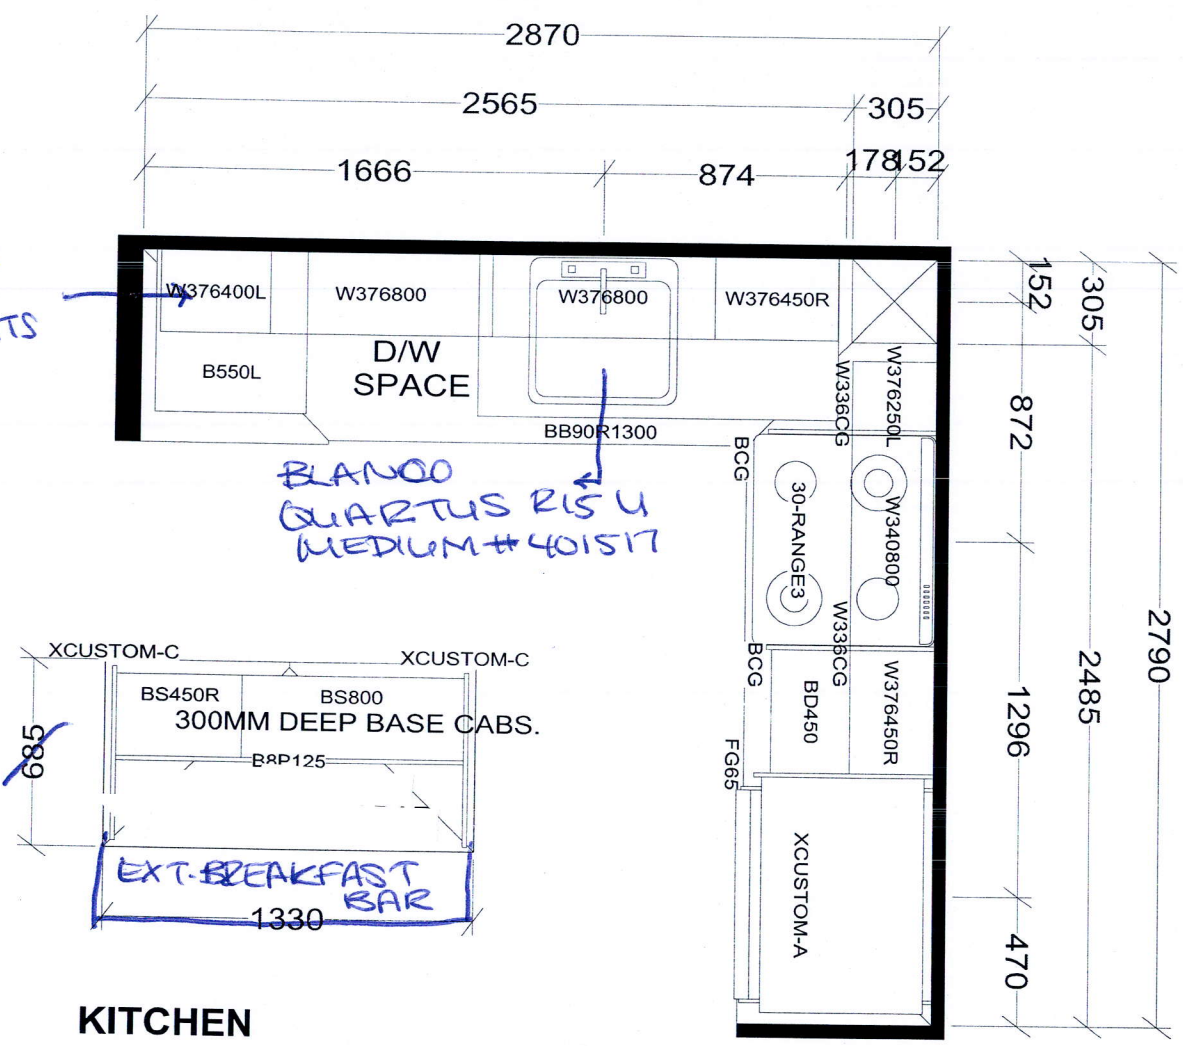 2870
2565
305
1666
874
178
152
W376400L
W376800
W376800
W376450R
TS
B550L
D/W
SPACE
BB90R1300
BLANCO
QUARTUS R15 U
MEDIUM # 401517
W336CG
W376250L
BCG
30-RANGE3
W340800
W336CG
BCG
BD450
W376450R
FG65
XCUSTOM-A
152
305
872
2790
2485
1296
470
XCUSTOM-C
XCUSTOM-C
BS450R
BS800
300MM DEEP BASE CABS.
685
B8P125
EXT. BREAKFAST
BAR
1330
KITCHEN